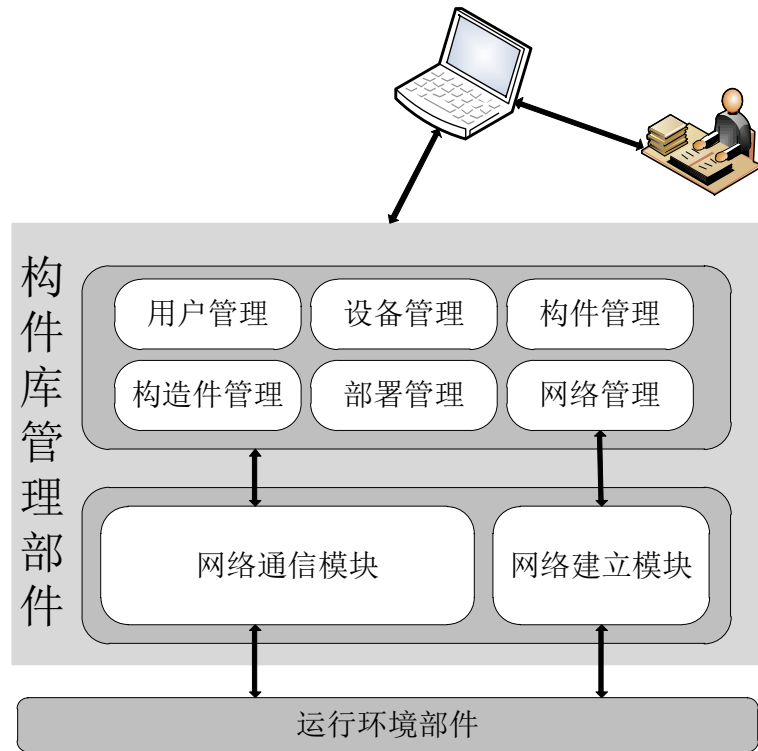 构件库管理部件
用户管理
设备管理
构件管理
构造件管理
部署管理
网络管理
网络通信模块
网络建立模块
运行环境部件